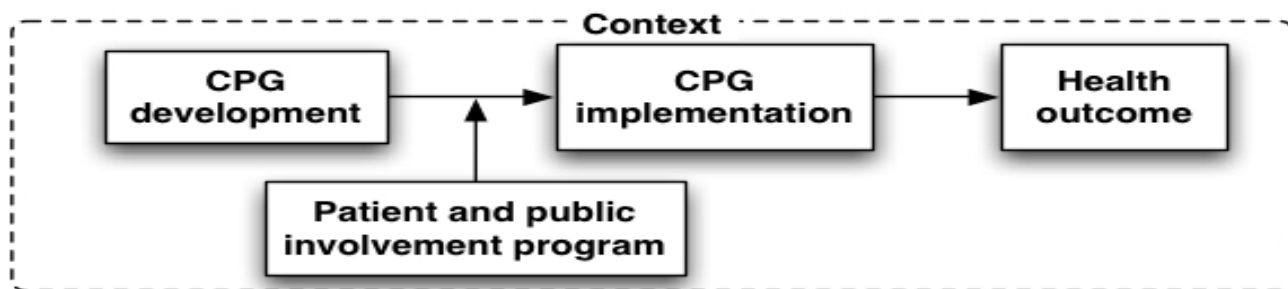 Context
CPG
development
CPG
implementation
Health
outcome
Patient and public
involvement program